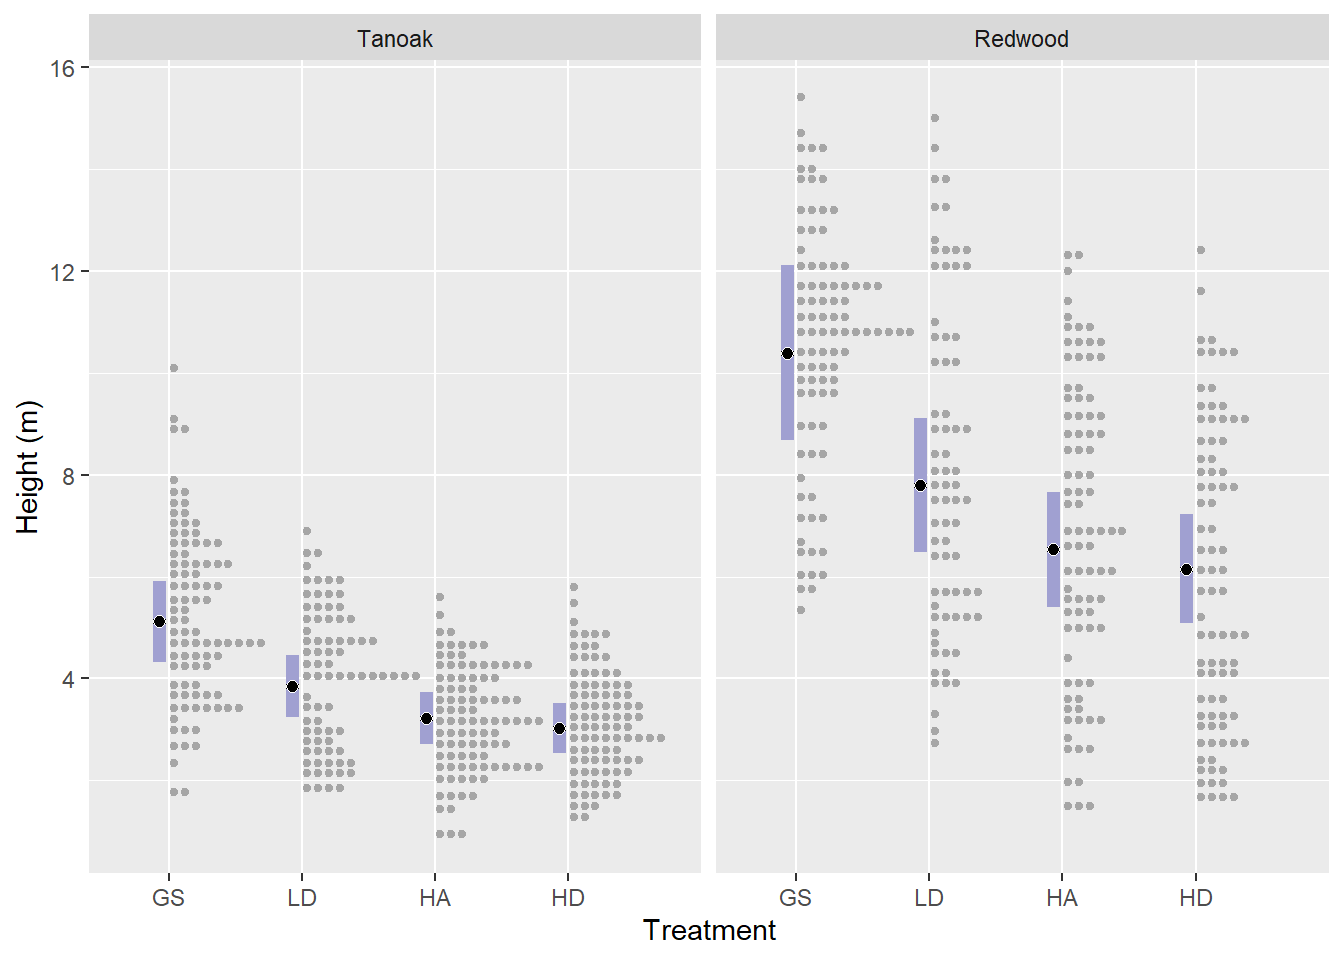 Tanoak
Redwood
16
12
8
4
Height (m)
GS LD HA HD GS LD HA HD
Treatment